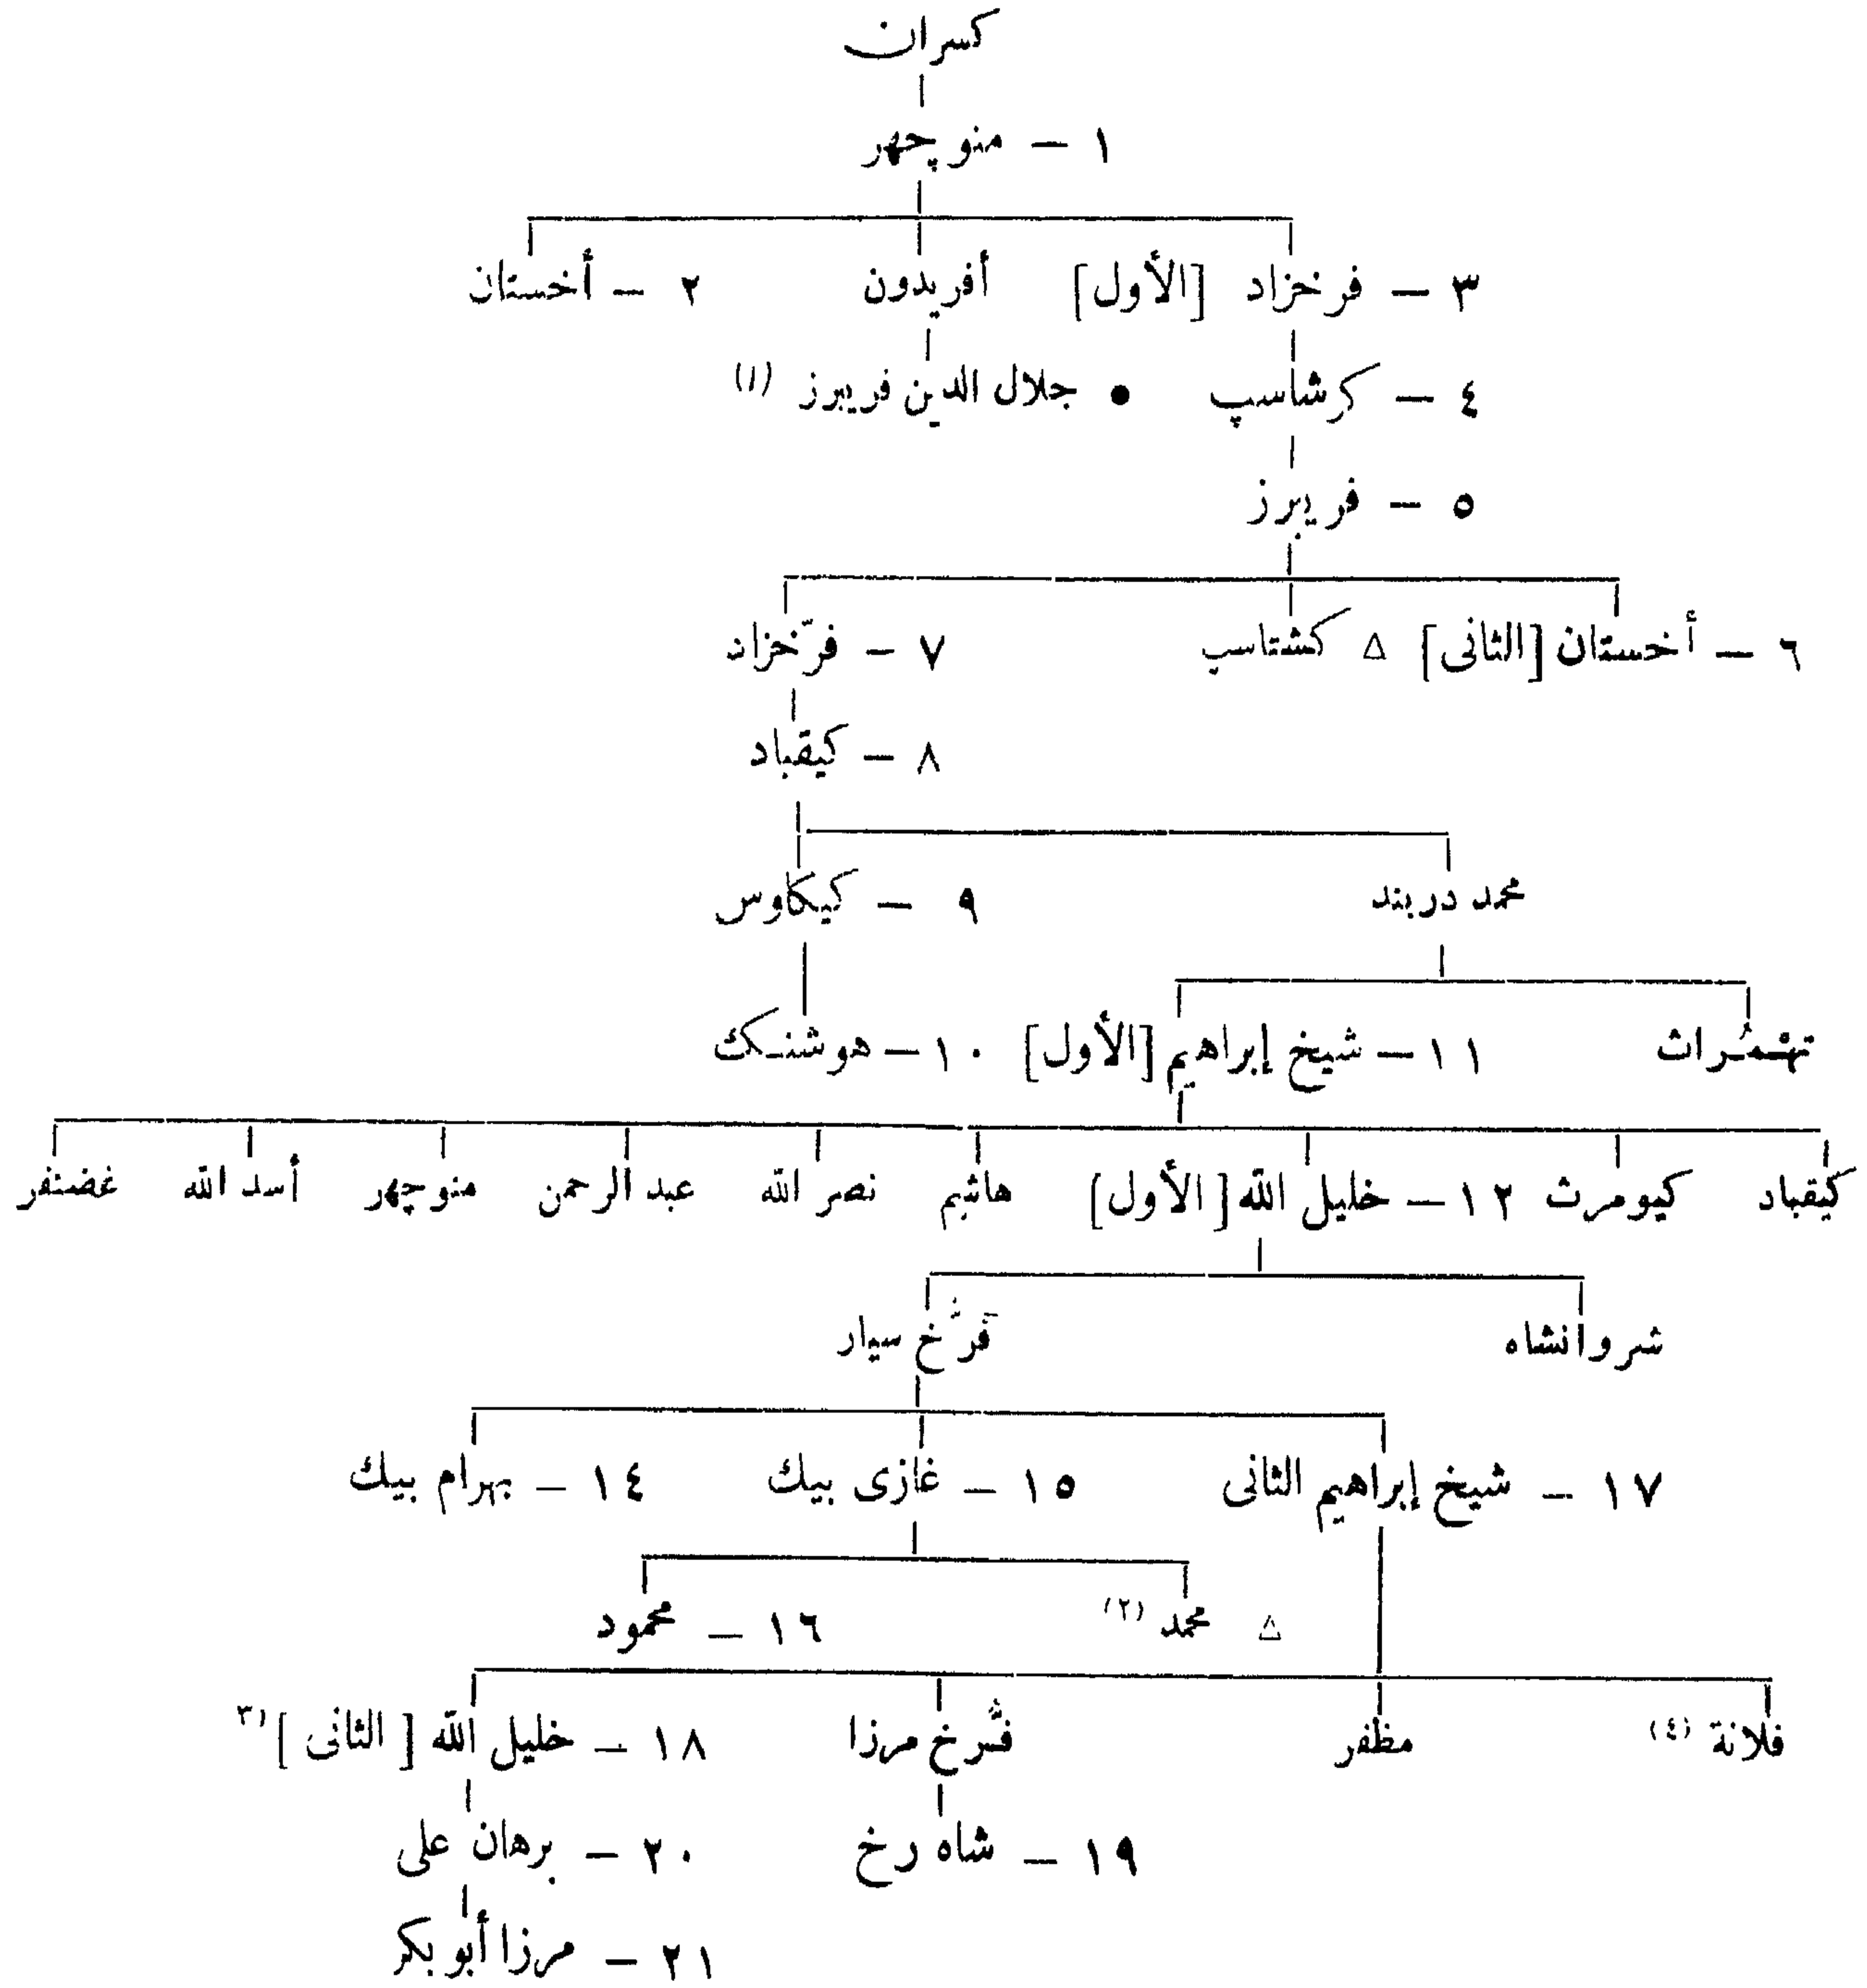 كسران
١ – منوچهر
٣ – فرخزاد [الأول] أفريدون ٢ – أخستان
٤ – كرشاسپ • جلال الدين فريبرز (١)
٥ – فريبرز
٦ – أخستان [الثانى] △ كشتاسب ٧ – فرّخزاد
٨ – كيقباد
محمد دربند ٩ – كيكاوس
تهْمُراث ١١ – شيخ إبراهيم [الأول] ١٠ – هوشنـك
كيقباد كيومرث ١٢ – خليل الله [الأول] هاشم نصر الله عبد الرحمن منوچهر أسد الله غضنفر
شروانشاه فرُّخ سيار
١٧ – شيخ إبراهيم الثانى ١٥ – غازى بيك ١٤ – بهرام بيك
△ محمد (٢) ١٦ – محمود
فلانة (٤) مظفر فرُّخ مرزا ١٨ – خليل الله [الثانى] (٣
١٩ – شاه رخ ٢٠ – برهان على
٢١ – مرزا أبو بكر